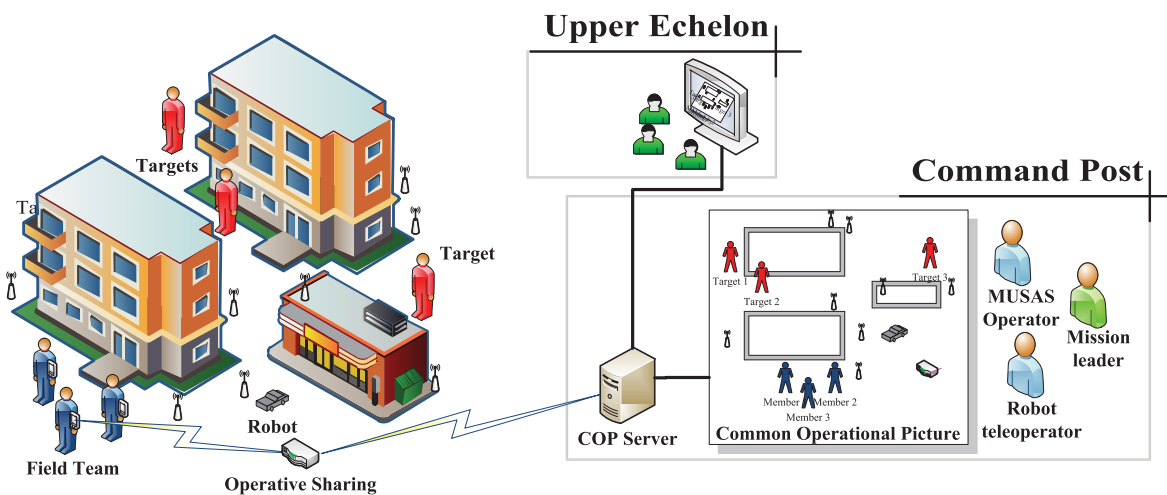 Upper Echelon
Command Post
Targets
Ta
Target
Target 1
Target 2
Target 3
MUSAS
Operator
Mission
leader
Robot
teleoperator
Member
Member 2
Member 3
COP Server
Common Operational Picture
Robot
Field Team
Operative Sharing